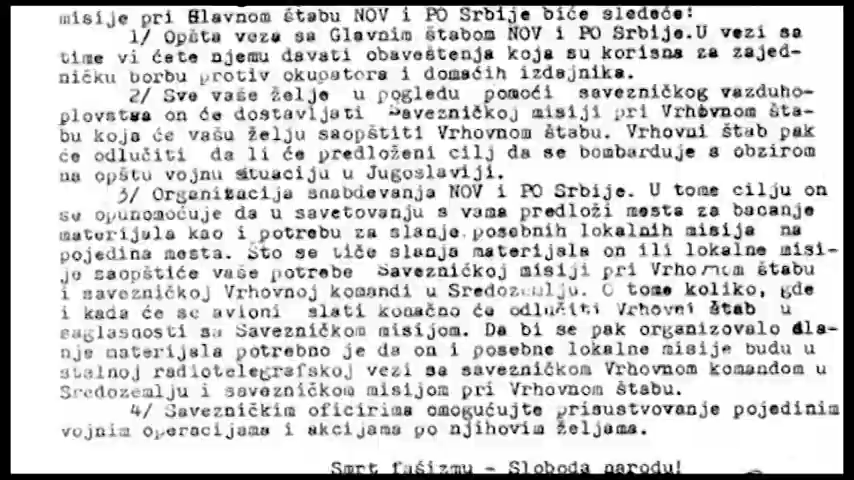 misije pri Glavnom štabu NOV i PO Srbije biće sledeće:
1/ Opšta veza sa Glavnim štabom NOV i PO Srbije.U vezi sa
time vi ćete njemu davati obaveštenja koja su korisna za zajed-
ničku borbu protiv okupatora i domaćih izdajnika.
2/ Sve vaše želje u pogledu pomoći savezničkog vazduho-
plovstva on će dostavljati Savezničkoj misiji pri Vrhovnom šta-
bu koja će vašu želju saopštiti Vrhovnom štabu. Vrhovni štab pak
će odlučiti da li će predloženi cilj da se bombarduje s obzirom
na opštu vojnu situaciju u Jugoslaviji.
3/ Organizacija snabdevanja NOV i PO Srbije. U tome cilju on
se opunomoćuje da u savetovanju s vama predloži mesta za bacanje
materijala kao i potrebu za slanje posebnih lokalnih misija na
pojedina mesta. Što se tiče slanja materijala on ili lokalne misi-
je saopštiće vaše potrebe Savezničkoj misiji pri Vrhovnom štabu
i savezničkoj Vrhovnoj komandi u Sredozemlju. O tome koliko, gde
i kada će se avioni slati konačno će odlučiti Vrhovni štab u
saglasnosti sa Savezničkom misijom. Da bi se pak organizovalo sla-
nje materijala potrebno je da on i posebne lokalne misije budu u
stalnoj radiotelegrafskoj vezi sa savezničkom Vrhovnom komandom u
Sredozemlju i savezničkom misijom pri Vrhovnom štabu.
4/ Savezničkim oficirima omogućujte prisustvovanje pojedinim
vojnim operacijama i akcijama po njihovim željama.
Smrt fašizmu - Sloboda narodu!